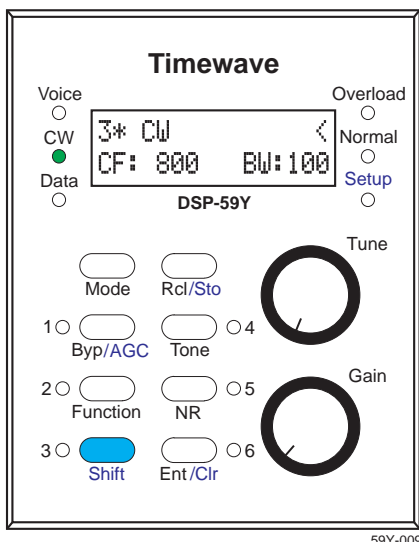 Timewave
Voice
Overload
CW
Normal
Data
Setup
3* CW <
CF: 800 BW:100
DSP-59Y
Tune
Mode
Rcl/Sto
1
4
Byp/AGC
Tone
Gain
2
5
Function
NR
3
6
Shift
Ent/Clr
59Y-009